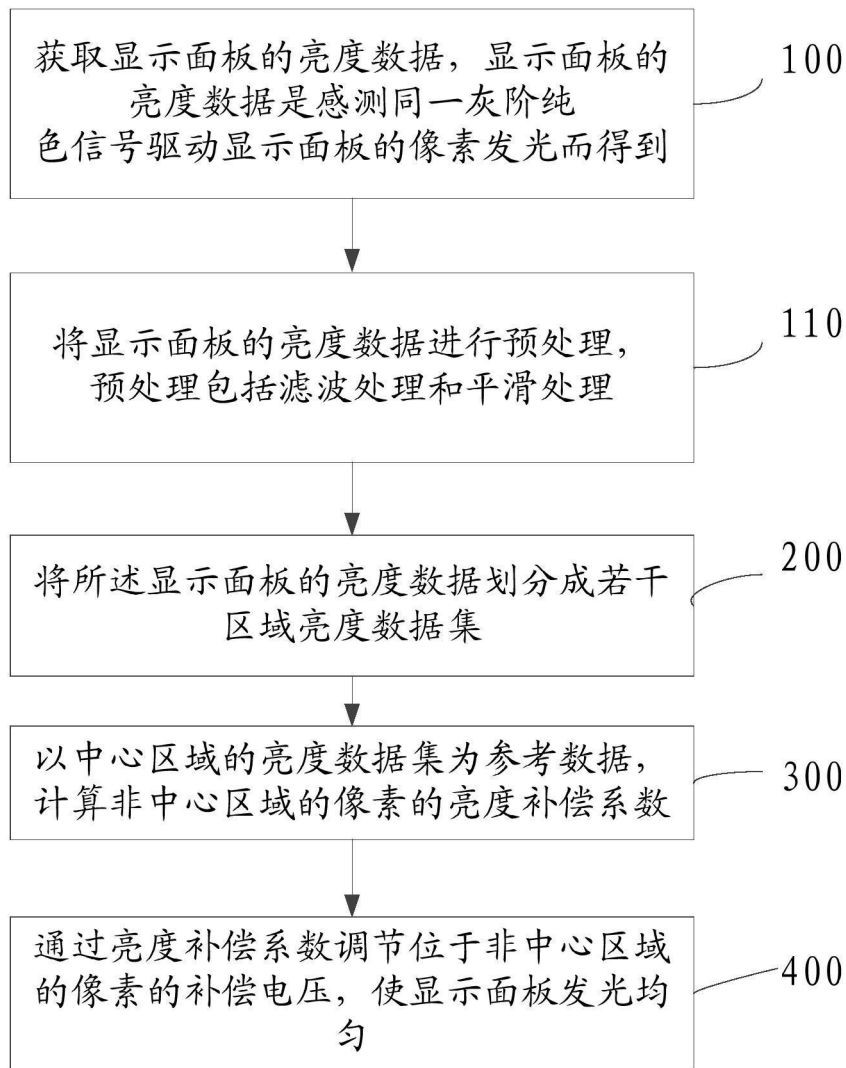 获取显示面板的亮度数据，显示面板的
亮度数据是感测同一灰阶纯
色信号驱动显示面板的像素发光而得到
100
将显示面板的亮度数据进行预处理，
预处理包括滤波处理和平滑处理
110
将所述显示面板的亮度数据划分成若干
区域亮度数据集
200
以中心区域的亮度数据集为参考数据，
计算非中心区域的像素的亮度补偿系数
300
通过亮度补偿系数调节位于非中心区域
的像素的补偿电压，使显示面板发光均
匀
400